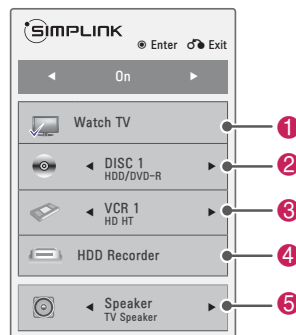 SIMPLINK
Enter Exit
◄ On ►
Watch TV 1
◄ DISC 1 ► 2
HDD/DVD-R
◄ VCR 1 ► 3
HD HT
HDD Recorder 4
◄ Speaker ► 5
TV Speaker